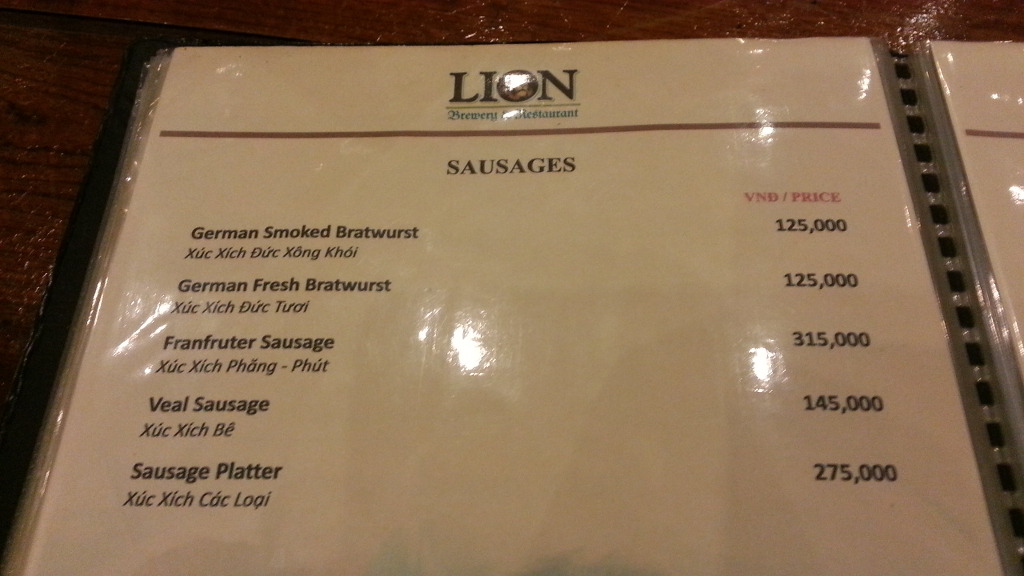 LION
Brewery & Restaurant
SAUSAGES
VNĐ / PRICE
German Smoked Bratwurst 125,000
Xúc Xích Đức Xông Khói
German Fresh Bratwurst 125,000
Xúc Xích Đức Tươi
Franfruter Sausage 315,000
Xúc Xích Phăng - Phút
Veal Sausage 145,000
Xúc Xích Bê
Sausage Platter 275,000
Xúc Xích Các Loại